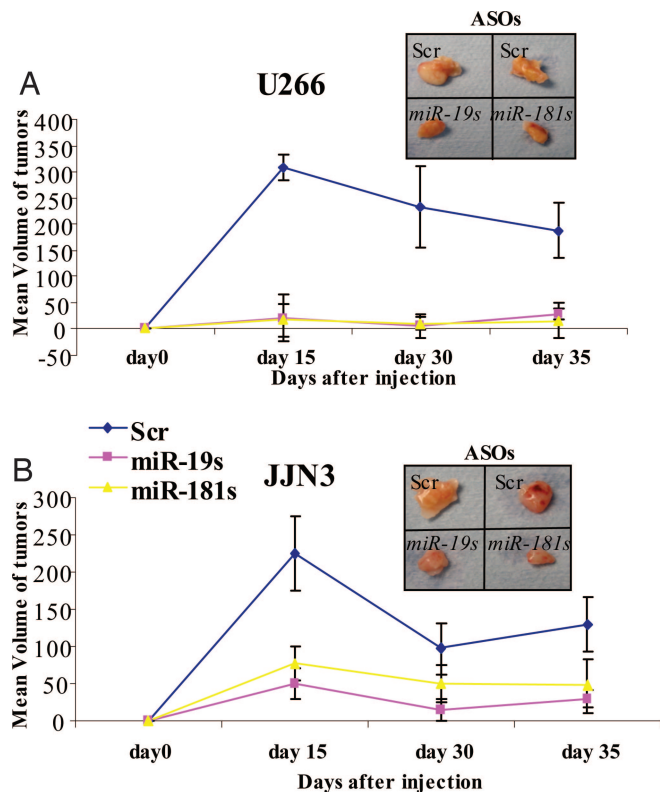 ASOs
A
U266
Scr
Scr
miR-19s
miR-181s
Mean Volume of tumors
400
350
300
250
200
150
100
50
0
-50
day0
day 15
day 30
day 35
Days after injection
B
Scr
miR-19s
miR-181s
JJN3
ASOs
Scr
Scr
miR-19s
miR-181s
Mean Volume of tumors
300
250
200
150
100
50
0
day0
day 15
day 30
day 35
Days after injection